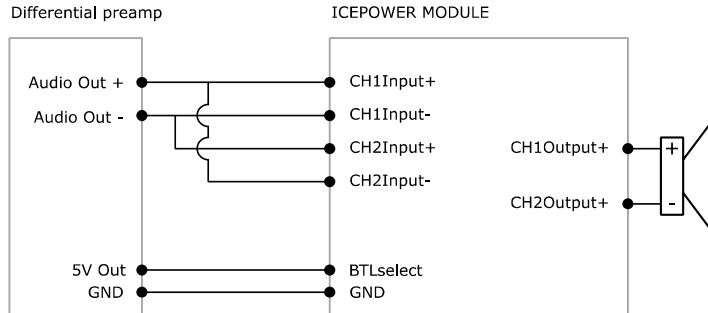 Differential preamp
ICEPOWER MODULE
Audio Out +
CH1Input+
Audio Out -
CH1Input-
CH2Input+
CH1Output+
+
CH2Input-
CH2Output+
-
5V Out
BTLselect
GND
GND